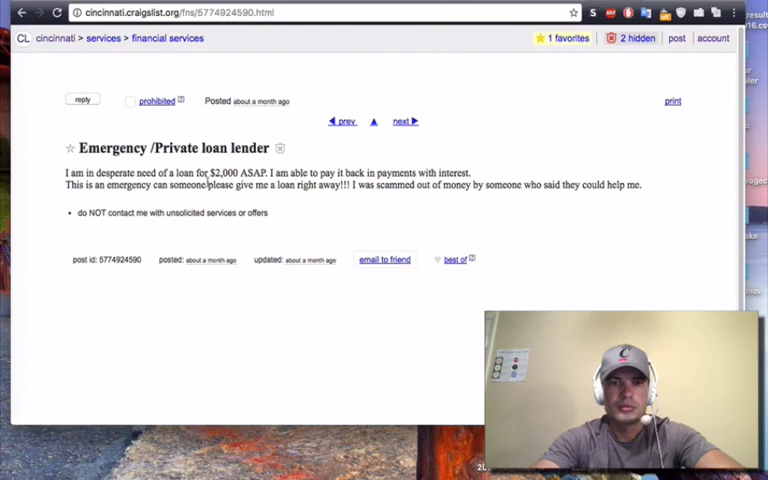 cincinnati.craigslist.org/fns/5774924590.html
CL cincinnati > services > financial services
1 favorites
2 hidden
post
account
reply
prohibited [?]
Posted about a month ago
print
◀ prev ▲ next ▶
Emergency /Private loan lender
I am in desperate need of a loan for $2,000 ASAP. I am able to pay it back in payments with interest.
This is an emergency can someone please give me a loan right away!!! I was scammed out of money by someone who said they could help me.
• do NOT contact me with unsolicited services or offers
post id: 5774924590
posted: about a month ago
updated: about a month ago
email to friend
best of [?]